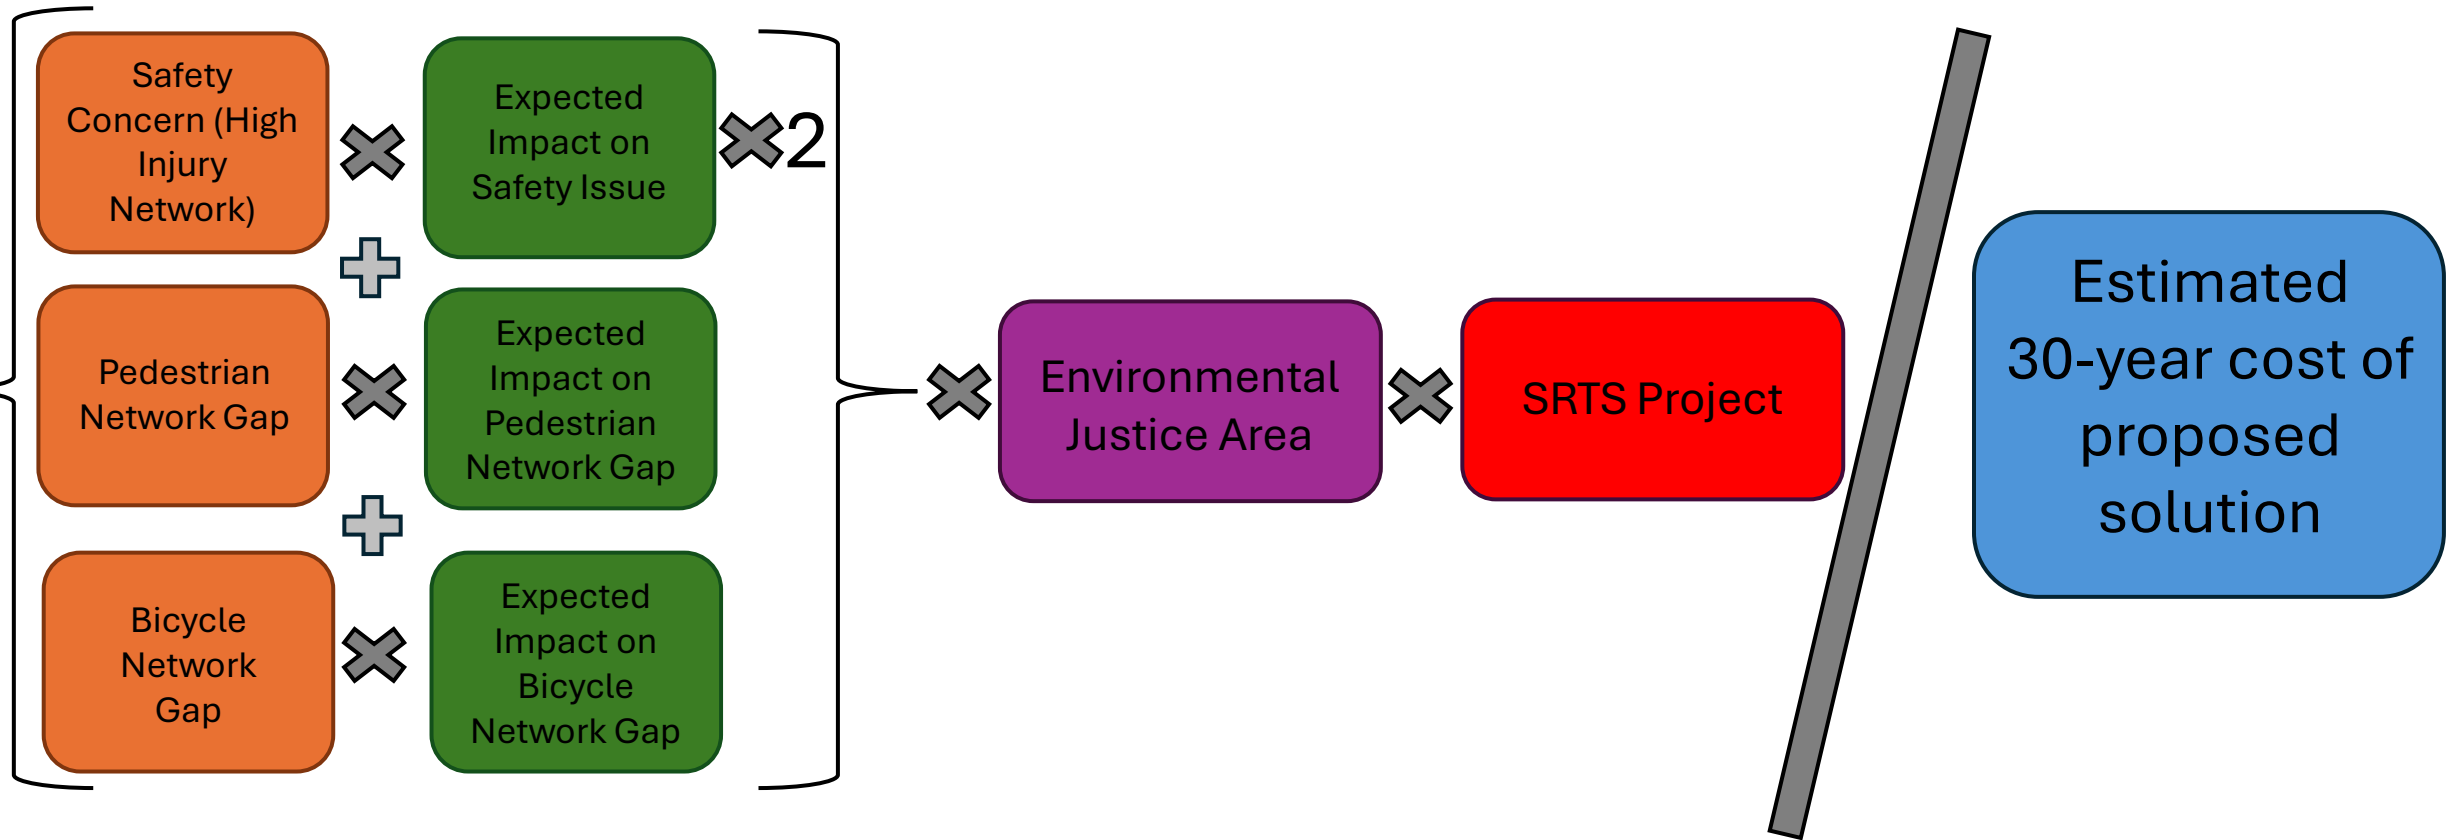 Safety
Concern (High
Injury
Network)
Expected
Impact on
Safety Issue
2
Pedestrian
Network Gap
Expected
Impact on
Pedestrian
Network Gap
Bicycle
Network
Gap
Expected
Impact on
Bicycle
Network Gap
Environmental
Justice Area
SRTS Project
Estimated
30-year cost of
proposed
solution